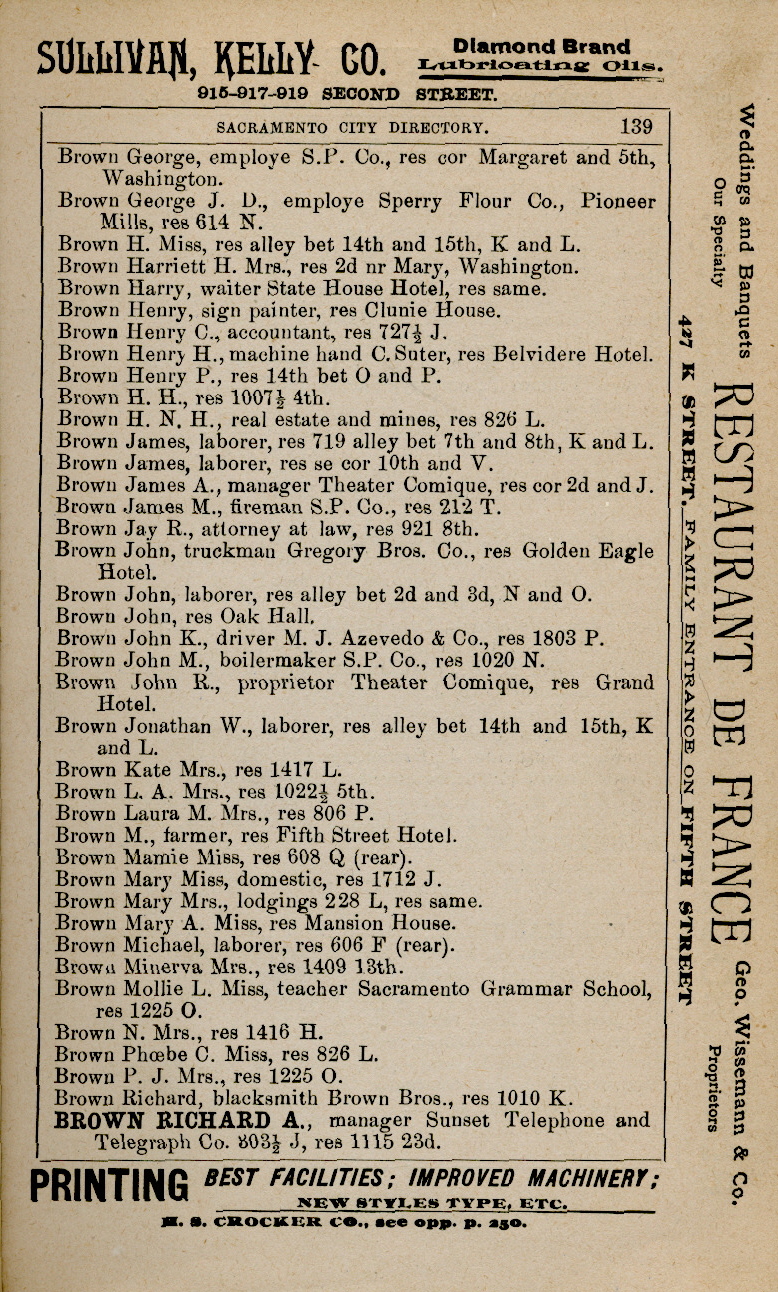 SULLIVAN, KELLY CO.
Diamond Brand
Lubricating Oils.
915-917-919 SECOND STREET.
SACRAMENTO CITY DIRECTORY. 139
Brown George, employe S.P. Co., res cor Margaret and 5th,
Washington.
Brown George J. D., employe Sperry Flour Co., Pioneer
Mills, res 614 N.
Brown H. Miss, res alley bet 14th and 15th, K and L.
Brown Harriett H. Mrs., res 2d nr Mary, Washington.
Brown Harry, waiter State House Hotel, res same.
Brown Henry, sign painter, res Clunie House.
Brown Henry C., accountant, res 727½ J.
Brown Henry H., machine hand C. Suter, res Belvidere Hotel.
Brown Henry P., res 14th bet O and P.
Brown H. H., res 1007½ 4th.
Brown H. N. H., real estate and mines, res 826 L.
Brown James, laborer, res 719 alley bet 7th and 8th, K and L.
Brown James, laborer, res se cor 10th and V.
Brown James A., manager Theater Comique, res cor 2d and J.
Brown James M., fireman S.P. Co., res 212 T.
Brown Jay R., attorney at law, res 921 8th.
Brown John, truckman Gregory Bros. Co., res Golden Eagle
Hotel.
Brown John, laborer, res alley bet 2d and 3d, N and O.
Brown John, res Oak Hall.
Brown John K., driver M. J. Azevedo & Co., res 1803 P.
Brown John M., boilermaker S.P. Co., res 1020 N.
Brown John R., proprietor Theater Comique, res Grand
Hotel.
Brown Jonathan W., laborer, res alley bet 14th and 15th, K
and L.
Brown Kate Mrs., res 1417 L.
Brown L. A. Mrs., res 1022½ 5th.
Brown Laura M. Mrs., res 806 P.
Brown M., farmer, res Fifth Street Hotel.
Brown Mamie Miss, res 608 Q (rear).
Brown Mary Miss, domestic, res 1712 J.
Brown Mary Mrs., lodgings 228 L, res same.
Brown Mary A. Miss, res Mansion House.
Brown Michael, laborer, res 606 F (rear).
Brown Minerva Mrs., res 1409 13th.
Brown Mollie L. Miss, teacher Sacramento Grammar School,
res 1225 O.
Brown N. Mrs., res 1416 H.
Brown Phœbe C. Miss, res 826 L.
Brown P. J. Mrs., res 1225 O.
Brown Richard, blacksmith Brown Bros., res 1010 K.
BROWN RICHARD A., manager Sunset Telephone and
Telegraph Co. 803½ J, res 1115 23d.
PRINTING BEST FACILITIES; IMPROVED MACHINERY;
NEW STYLES TYPE, ETC.
H. S. CROCKER CO., see opp. p. 250.
Weddings and Banquets
Our Specialty
RESTAURANT DE FRANCE
Geo. Wissemann & Co.
Proprietors
427 K STREET. FAMILY ENTRANCE ON FIFTH STREET